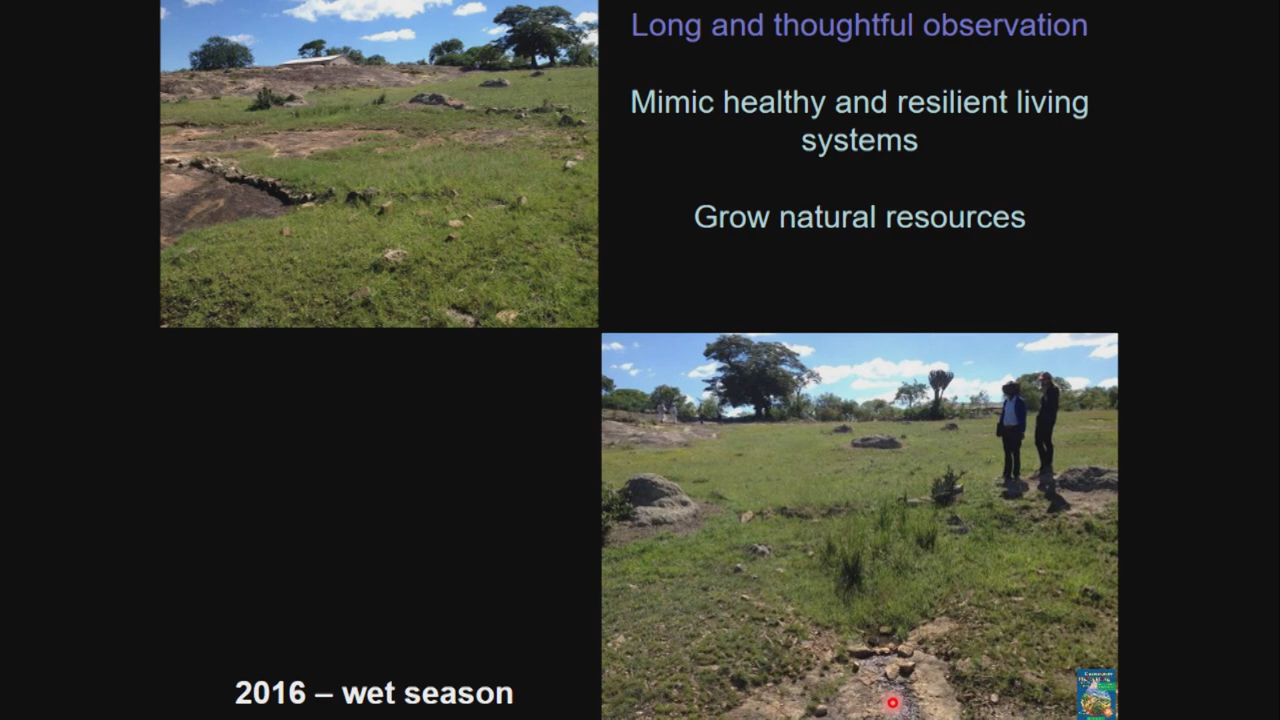 Long and thoughtful observation
Mimic healthy and resilient living
systems
Grow natural resources
2016 – wet season